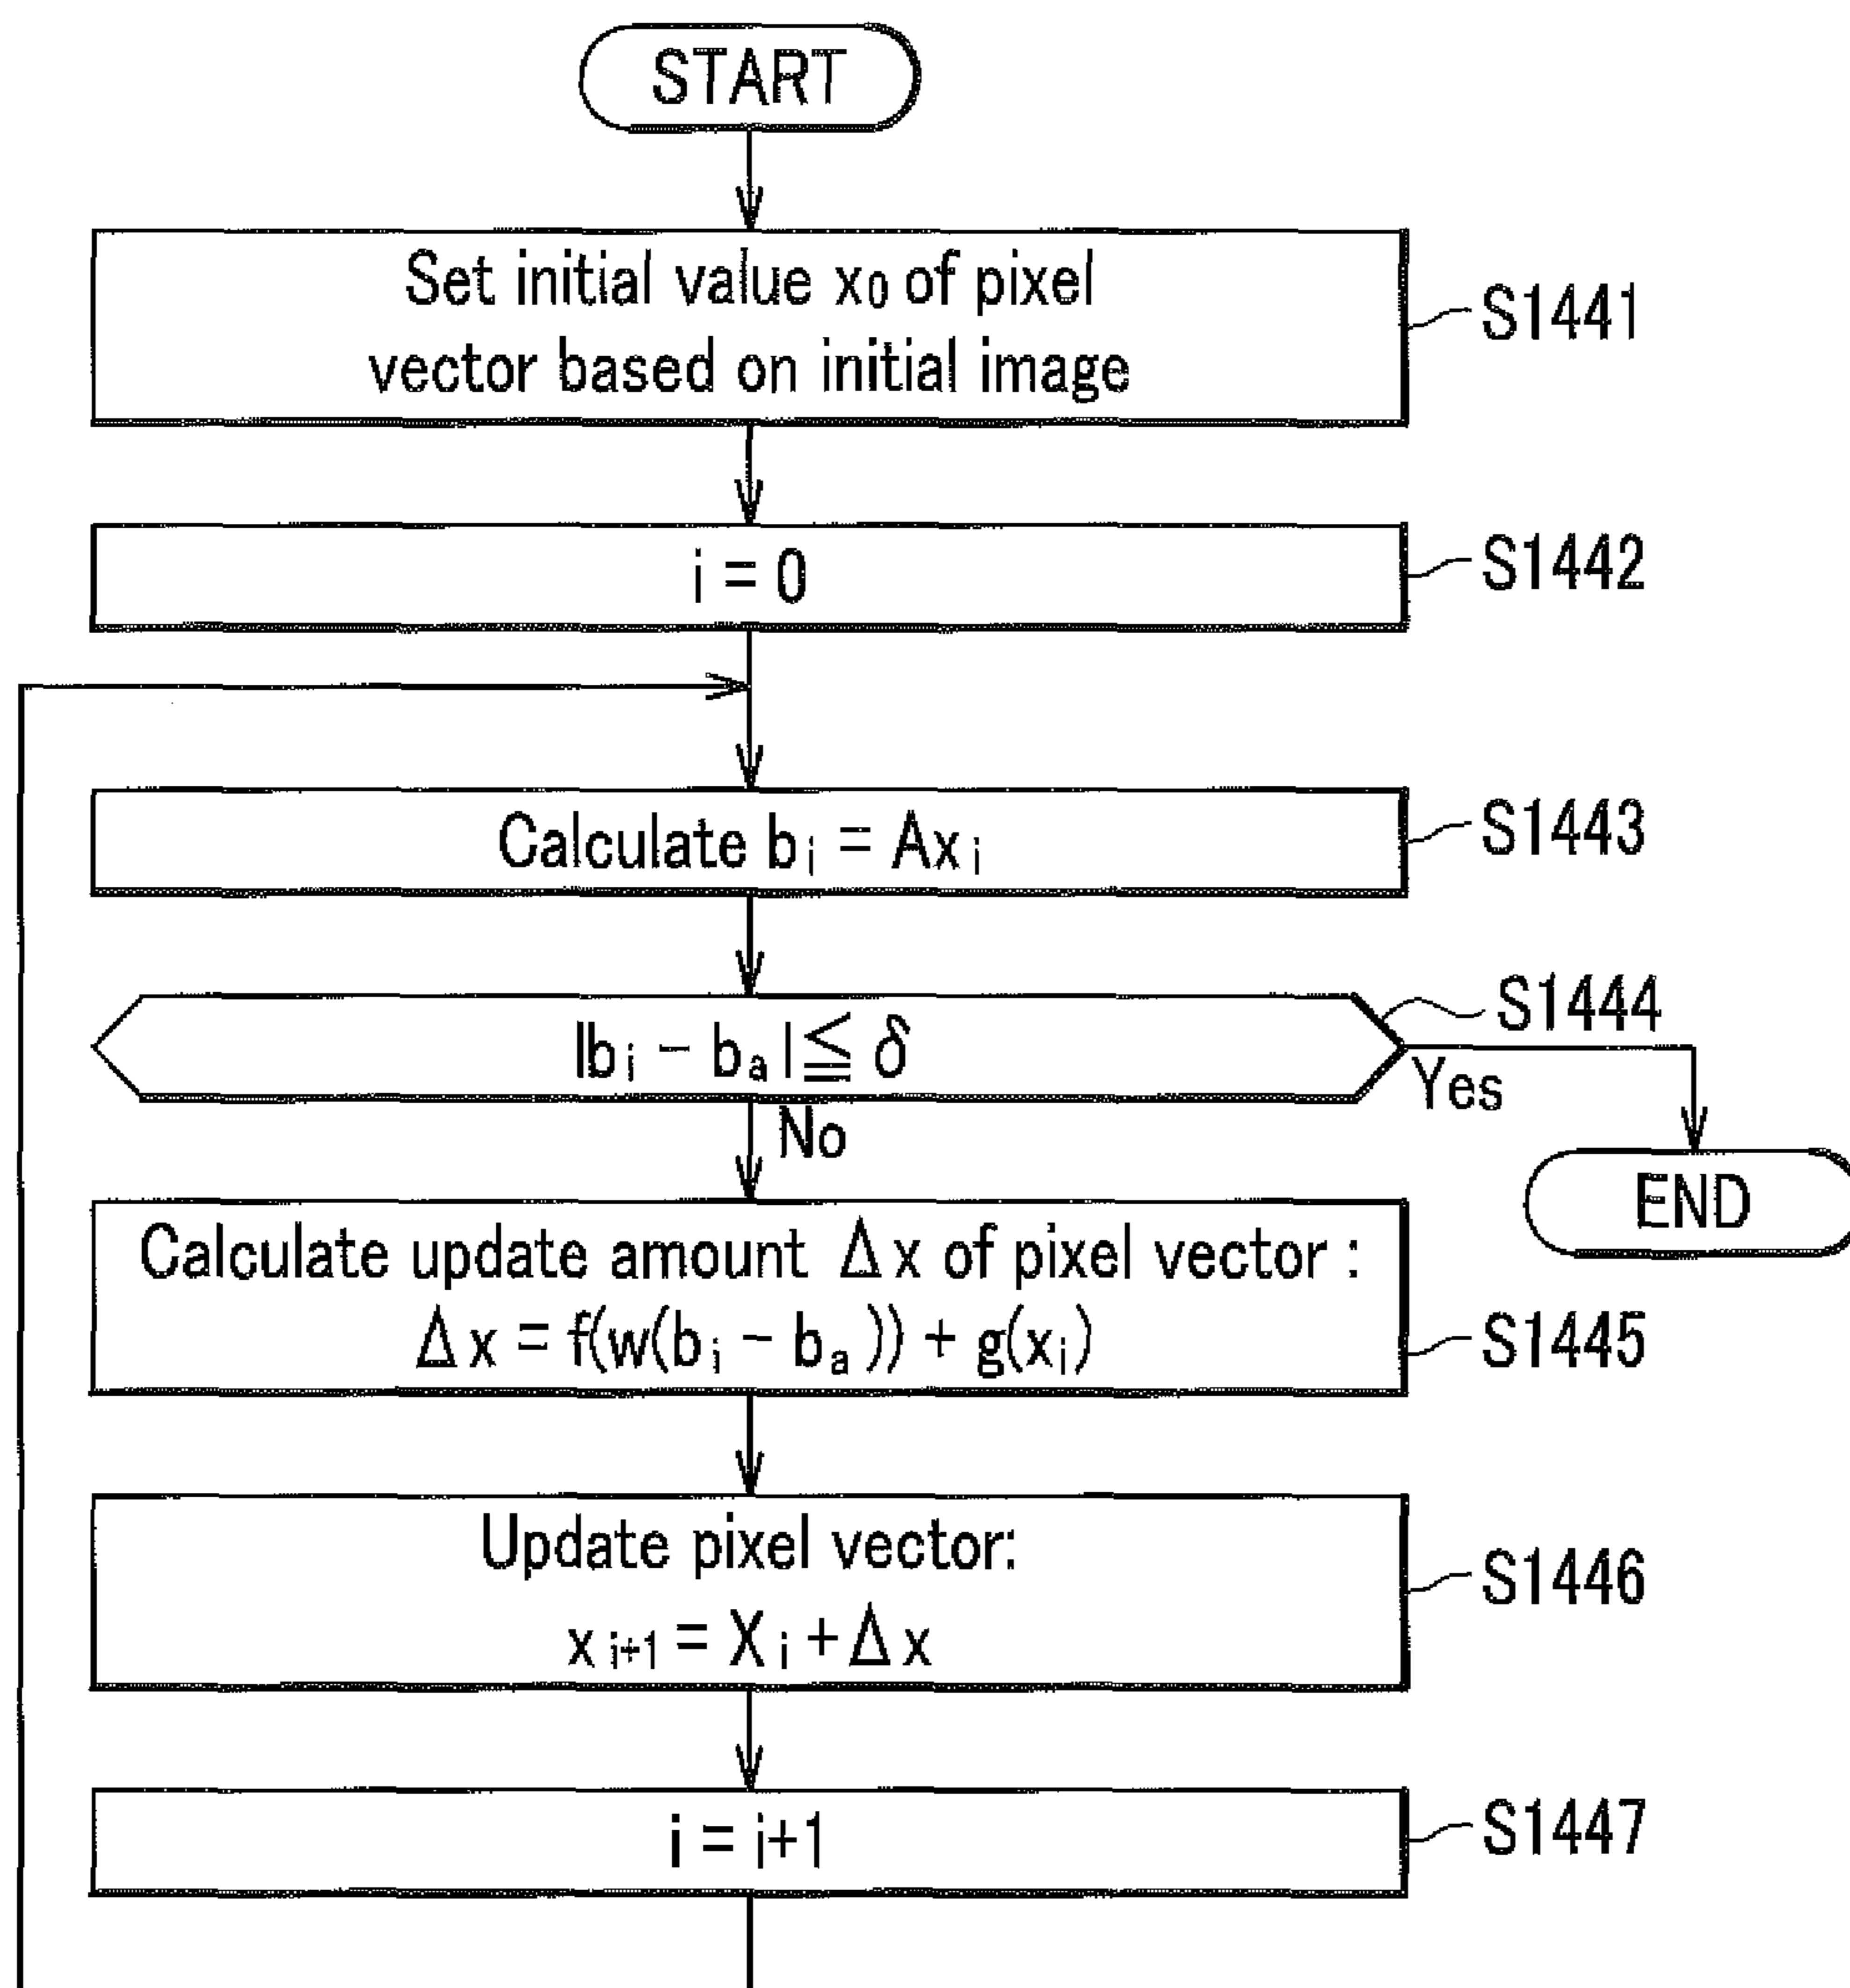 START
Set initial value x₀ of pixel
vector based on initial image
S1441
i = 0
S1442
Calculate bᵢ = Axᵢ
S1443
|bᵢ - bₐ| ≦ δ
S1444
Yes
No
END
Calculate update amount Δx of pixel vector :
Δx = f(w(bᵢ - bₐ)) + g(xᵢ)
S1445
Update pixel vector:
xᵢ₊₁ = Xᵢ + Δx
S1446
i = i+1
S1447